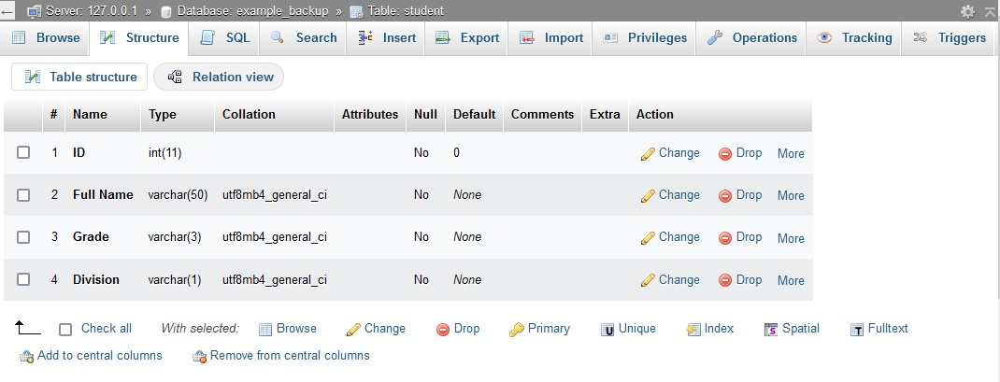 Server: 127.0.0.1 » Database: example_backup » Table: student
Browse Structure SQL Search Insert Export Import Privileges Operations Tracking Triggers
Table structure Relation view
# Name Type Collation Attributes Null Default Comments Extra Action
1 ID int(11) No 0 Change Drop More
2 Full Name varchar(50) utf8mb4_general_ci No None Change Drop More
3 Grade varchar(3) utf8mb4_general_ci No None Change Drop More
4 Division varchar(1) utf8mb4_general_ci No None Change Drop More
Check all With selected: Browse Change Drop Primary Unique Index Spatial Fulltext
Add to central columns Remove from central columns